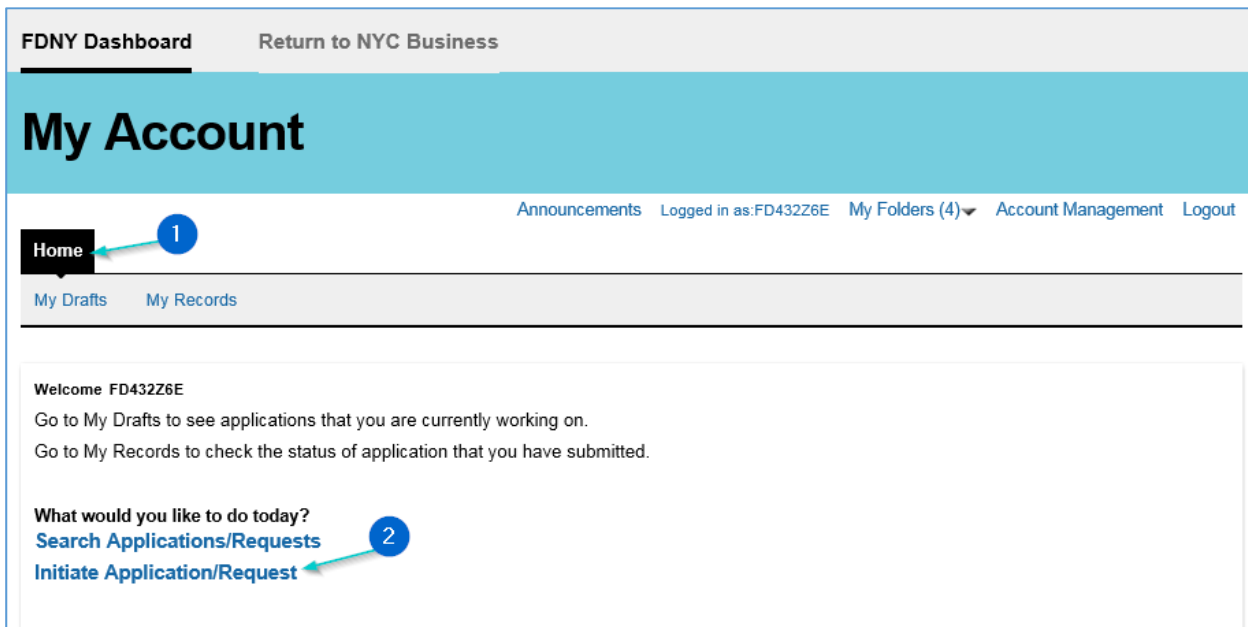 FDNY Dashboard Return to NYC Business
My Account
Announcements Logged in as:FD432Z6E My Folders (4) Account Management Logout
1
Home
My Drafts My Records
Welcome FD432Z6E
Go to My Drafts to see applications that you are currently working on.
Go to My Records to check the status of application that you have submitted.
What would you like to do today?
Search Applications/Requests
2
Initiate Application/Request